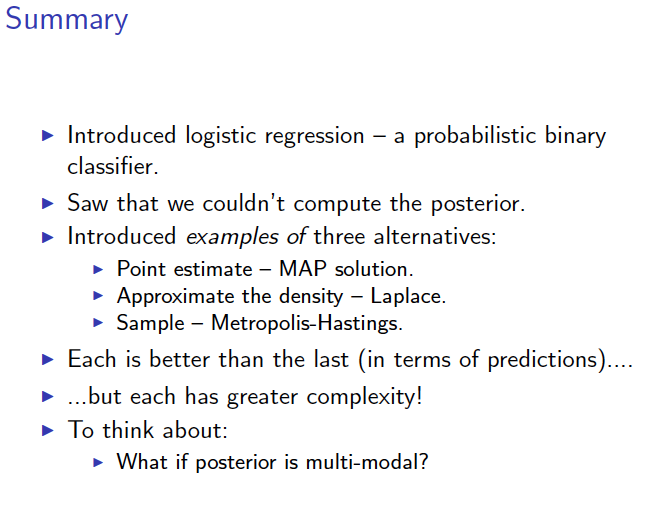 Summary
Introduced logistic regression – a probabilistic binary
classifier.
Saw that we couldn't compute the posterior.
Introduced examples of three alternatives:
Point estimate – MAP solution.
Approximate the density – Laplace.
Sample – Metropolis-Hastings.
Each is better than the last (in terms of predictions)....
...but each has greater complexity!
To think about:
What if posterior is multi-modal?